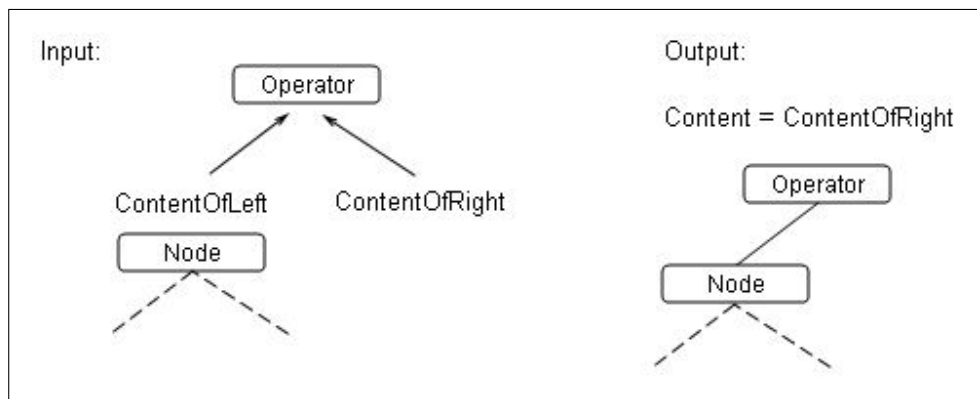 Input:
Operator
ContentOfLeft
ContentOfRight
Node
Output:
Content = ContentOfRight
Operator
Node